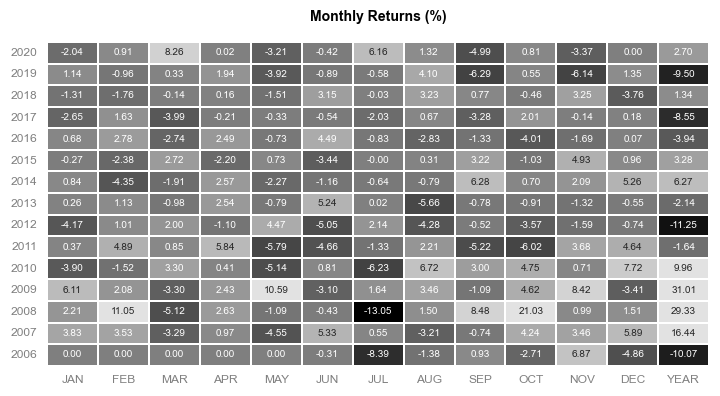 Monthly Returns (%)
2020 -2.04 0.91 8.26 0.02 -3.21 -0.42 6.16 1.32 -4.99 0.81 -3.37 0.00 2.70
2019 1.14 -0.96 0.33 1.94 -3.92 -0.89 -0.58 4.10 -6.29 0.55 -6.14 1.35 -9.50
2018 -1.31 -1.76 -0.14 0.16 -1.51 3.15 -0.03 3.23 0.77 -0.46 3.25 -3.76 1.34
2017 -2.65 1.63 -3.99 -0.21 -0.33 -0.54 -2.03 0.67 -3.28 2.01 -0.14 0.18 -8.55
2016 0.68 2.78 -2.74 2.49 -0.73 4.49 -0.83 -2.83 -1.33 -4.01 -1.69 0.07 -3.94
2015 -0.27 -2.38 2.72 -2.20 0.73 -3.44 -0.00 0.31 3.22 -1.03 4.93 0.96 3.28
2014 0.84 -4.35 -1.91 2.57 -2.27 -1.16 -0.64 -0.79 6.28 0.70 2.09 5.26 6.27
2013 0.26 1.13 -0.98 2.54 -0.79 5.24 0.02 -5.66 -0.78 -0.91 -1.32 -0.55 -2.14
2012 -4.17 1.01 2.00 -1.10 4.47 -5.05 2.14 -4.28 -0.52 -3.57 -1.59 -0.74 -11.25
2011 0.37 4.89 0.85 5.84 -5.79 -4.66 -1.33 2.21 -5.22 -6.02 3.68 4.64 -1.64
2010 -3.90 -1.52 3.30 0.41 -5.14 0.81 -6.23 6.72 3.00 4.75 0.71 7.72 9.96
2009 6.11 2.08 -3.30 2.43 10.59 -3.10 1.64 3.46 -1.09 4.62 8.42 -3.41 31.01
2008 2.21 11.05 -5.12 2.63 -1.09 -0.43 -13.05 1.50 8.48 21.03 0.99 1.51 29.33
2007 3.83 3.53 -3.29 0.97 -4.55 5.33 0.55 -3.21 -0.74 4.24 3.46 5.89 16.44
2006 0.00 0.00 0.00 0.00 0.00 -0.31 -8.39 -1.38 0.93 -2.71 6.87 -4.86 -10.07
JAN FEB MAR APR MAY JUN JUL AUG SEP OCT NOV DEC YEAR